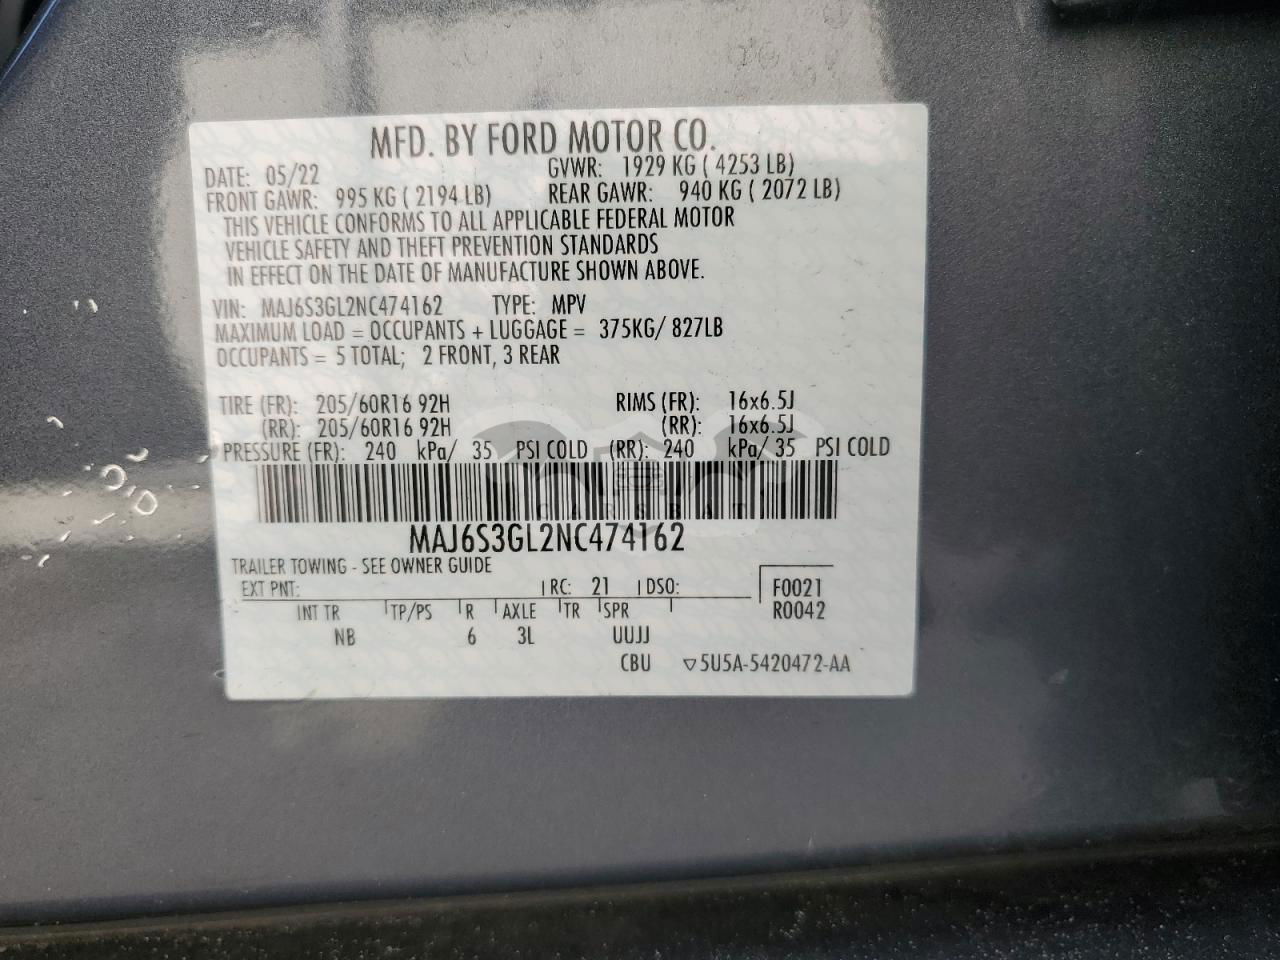 MFD. BY FORD MOTOR CO.
DATE: 05/22 GVWR: 1929 KG ( 4253 LB)
FRONT GAWR: 995 KG ( 2194 LB) REAR GAWR: 940 KG ( 2072 LB)
THIS VEHICLE CONFORMS TO ALL APPLICABLE FEDERAL MOTOR
VEHICLE SAFETY AND THEFT PREVENTION STANDARDS
IN EFFECT ON THE DATE OF MANUFACTURE SHOWN ABOVE.
VIN: MAJ6S3GL2NC474162 TYPE: MPV
MAXIMUM LOAD = OCCUPANTS + LUGGAGE = 375KG/ 827LB
OCCUPANTS = 5 TOTAL; 2 FRONT, 3 REAR
TIRE (FR): 205/60R16 92H RIMS (FR): 16x6.5J
(RR): 205/60R16 92H (RR): 16x6.5J
PRESSURE (FR): 240 kPa/ 35 PSI COLD (RR): 240 kPa/ 35 PSI COLD
CARSBAT
MAJ6S3GL2NC474162
TRAILER TOWING - SEE OWNER GUIDE
EXT PNT: RC: 21 DSO: F0021
INT TR TP/PS R AXLE TR SPR R0042
NB 6 3L UUJJ
CBU ▽5U5A-5420472-AA